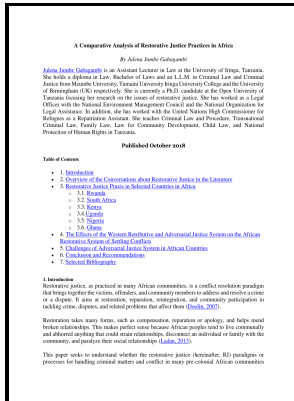 A Comparative Analysis of Restorative Justice Practices in Africa
By Julena Jumbe Gabagambi
Julena Jumbe Gabagambi is an Assistant Lecturer in Law at the University of Iringa, Tanzania.
She holds a diploma in Law, Bachelor of Laws and an L.L.M. in Criminal Law and Criminal
Justice from Mzumbe University, Tumaini University Iringa University College and the University
of Birmingham (UK) respectively. She is currently a Ph.D. candidate at the Open University of
Tanzania focusing her research on the issues of restorative justice. She has worked as a Legal
Officer with the National Environment Management Council and the National Organization for
Legal Assistance. In addition, she has worked with the United Nations High Commissioner for
Refugees as a Repatriation Assistant. She teaches Criminal Law and Procedure, Transnational
Criminal Law, Family Law, Law for Community Development, Child Law, and National
Protection of Human Rights in Tanzania.
Published October 2018
Table of Contents
• 1. Introduction
• 2. Overview of the Conversations about Restorative Justice in the Literature
• 3. Restorative Justice Praxis in Selected Countries in Africa
o 3.1. Rwanda
o 3.2. South Africa
o 3.3. Kenya
o 3.4.Uganda
o 3.5. Nigeria
o 3.6. Ghana
• 4. The Effects of the Western Retributive and Adversarial Justice System on the African
Restorative System of Settling Conflicts
• 5. Challenges of Adversarial Justice System in African Countries
• 6. Conclusion and Recommendations
• 7. Selected Bibliography
1. Introduction
Restorative justice, as practiced in many African communities, is a conflict resolution paradigm
that brings together the victims, offenders, and community members to address and resolve a crime
or a dispute. It aims at restoration, reparation, reintegration, and community participation in
tackling crime, disputes, and related problems that affect them (Doolin, 2007).
Restoration takes many forms, such as compensation, reparation or apology, and helps mend
broken relationships. This makes perfect sense because African peoples tend to live communally
and abhorred anything that could strain relationships, disconnect an individual or family with the
community, and paralyze their social relationships (Ladan, 2013).
This paper seeks to understand whether the restorative justice (hereinafter, RJ) paradigms or
processes for handling criminal matters and conflict in many pre-colonial African communities